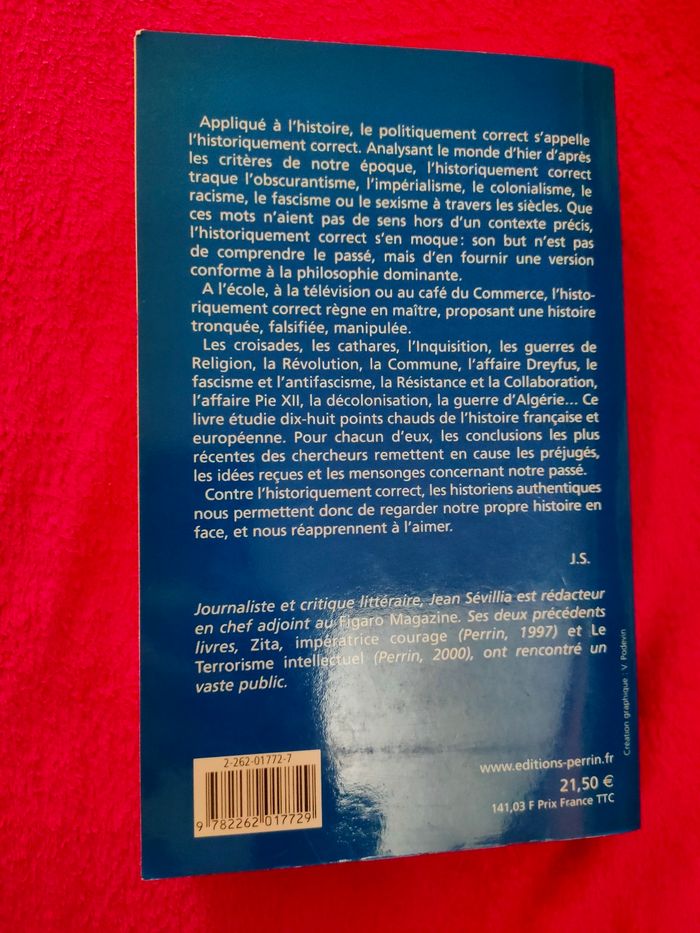 Appliqué à l'histoire, le politiquement correct s'appelle
l'historiquement correct. Analysant le monde d'hier d'après
les critères de notre époque, l'historiquement correct
traque l'obscurantisme, l'impérialisme, le colonialisme, le
racisme, le fascisme ou le sexisme à travers les siècles. Que
ces mots n'aient pas de sens hors d'un contexte précis,
l'historiquement correct s'en moque : son but n'est pas
de comprendre le passé, mais d'en fournir une version
conforme à la philosophie dominante.
A l'école, à la télévision ou au café du Commerce, l'histo-
riquement correct règne en maître, proposant une histoire
tronquée, falsifiée, manipulée.
Les croisades, les cathares, l'Inquisition, les guerres de
Religion, la Révolution, la Commune, l'affaire Dreyfus, le
fascisme et l'antifascisme, la Résistance et la Collaboration,
l'affaire Pie XII, la décolonisation, la guerre d'Algérie... Ce
livre étudie dix-huit points chauds de l'histoire française et
européenne. Pour chacun d'eux, les conclusions les plus
récentes des chercheurs remettent en cause les préjugés,
les idées reçues et les mensonges concernant notre passé.
Contre l'historiquement correct, les historiens authentiques
nous permettent donc de regarder notre propre histoire en
face, et nous réapprennent à l'aimer.
J.S.
Journaliste et critique littéraire, Jean Sévillia est rédacteur
en chef adjoint au Figaro Magazine. Ses deux précédents
livres, Zita, impératrice courage (Perrin, 1997) et Le
Terrorisme intellectuel (Perrin, 2000), ont rencontré un
vaste public.
Création graphique : V. Podevin
2-262-01772-7
9 782262 017729
www.editions-perrin.fr
21,50 €
141,03 F Prix France TTC